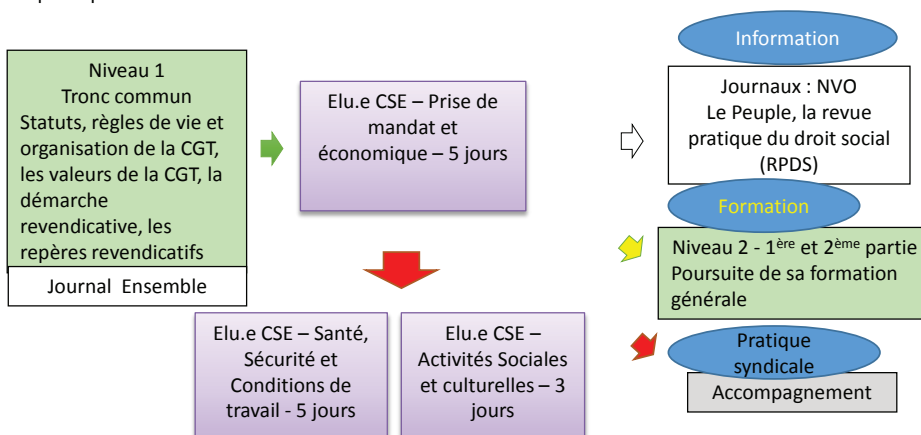 Niveau 1
Tronc commun
Statuts, règles de vie et
organisation de la CGT,
les valeurs de la CGT, la
démarche
revendicative, les
repères revendicatifs
Journal Ensemble
Elu.e CSE – Prise de
mandat et
économique – 5 jours
Elu.e CSE – Santé,
Sécurité et
Conditions de
travail - 5 jours
Elu.e CSE –
Activités Sociales
et culturelles – 3
jours
Information
Journaux : NVO
Le Peuple, la revue
pratique du droit social
(RPDS)
Formation
Niveau 2 - 1ère et 2ème partie
Poursuite de sa formation
générale
Pratique
syndicale
Accompagnement